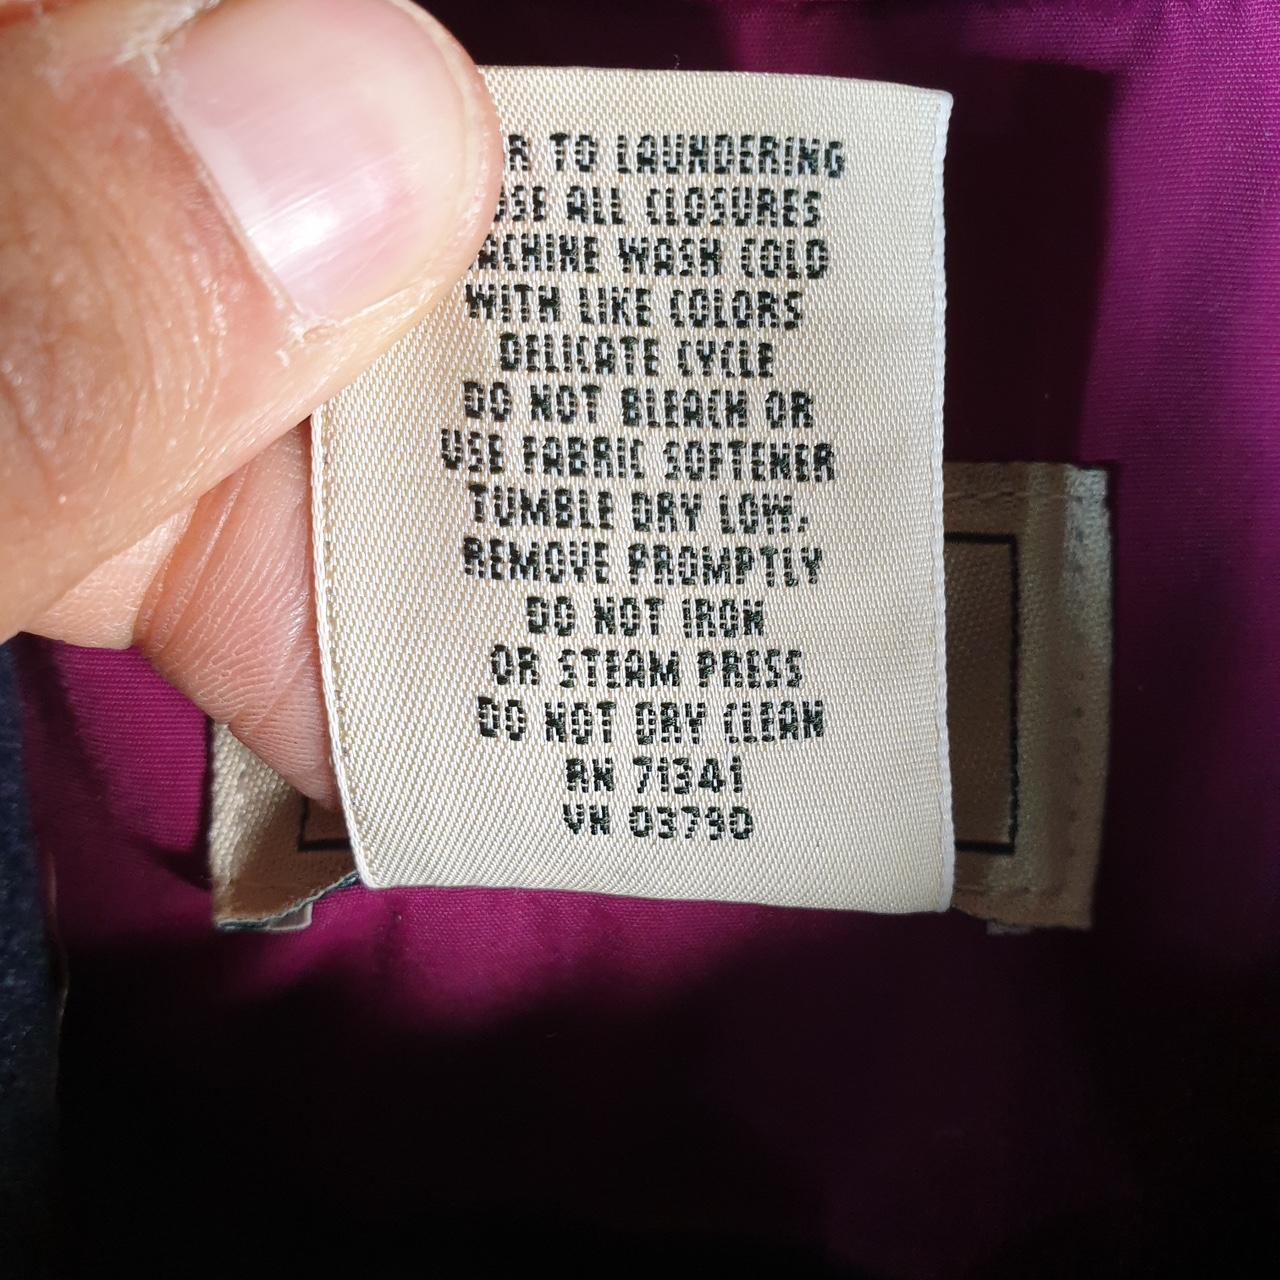 R TO LAUNDERING
OSE ALL CLOSURES
ACHINE WASH COLD
WITH LIKE COLORS
DELICATE CYCLE
DO NOT BLEACH OR
USE FABRIC SOFTENER
TUMBLE DRY LOW,
REMOVE PROMPTLY
DO NOT IRON
OR STEAM PRESS
DO NOT DRY CLEAN
RN 71341
VN 03790